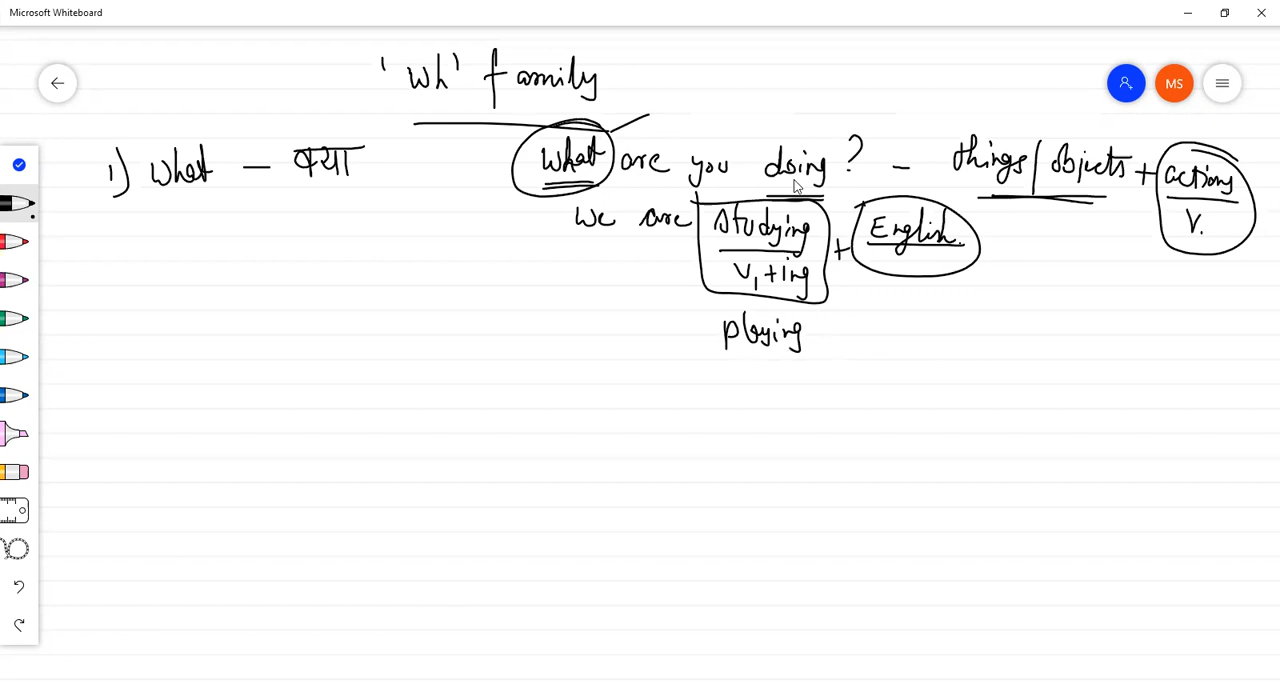 Microsoft Whiteboard
'Wh' family
MS
1) What — क्या What are you doing? – things/objects + actions
V.
We are studying + English.
V1 + ing
playing